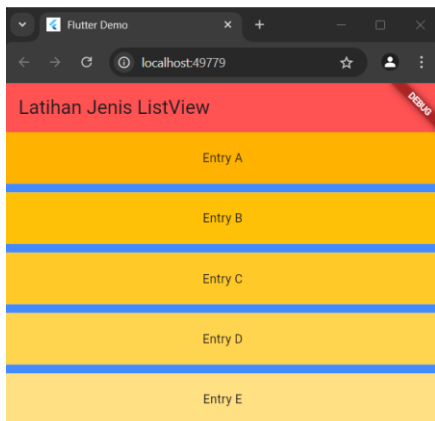 Flutter Demo
localhost:49779
Latihan Jenis ListView
DEBUG
Entry A
Entry B
Entry C
Entry D
Entry E